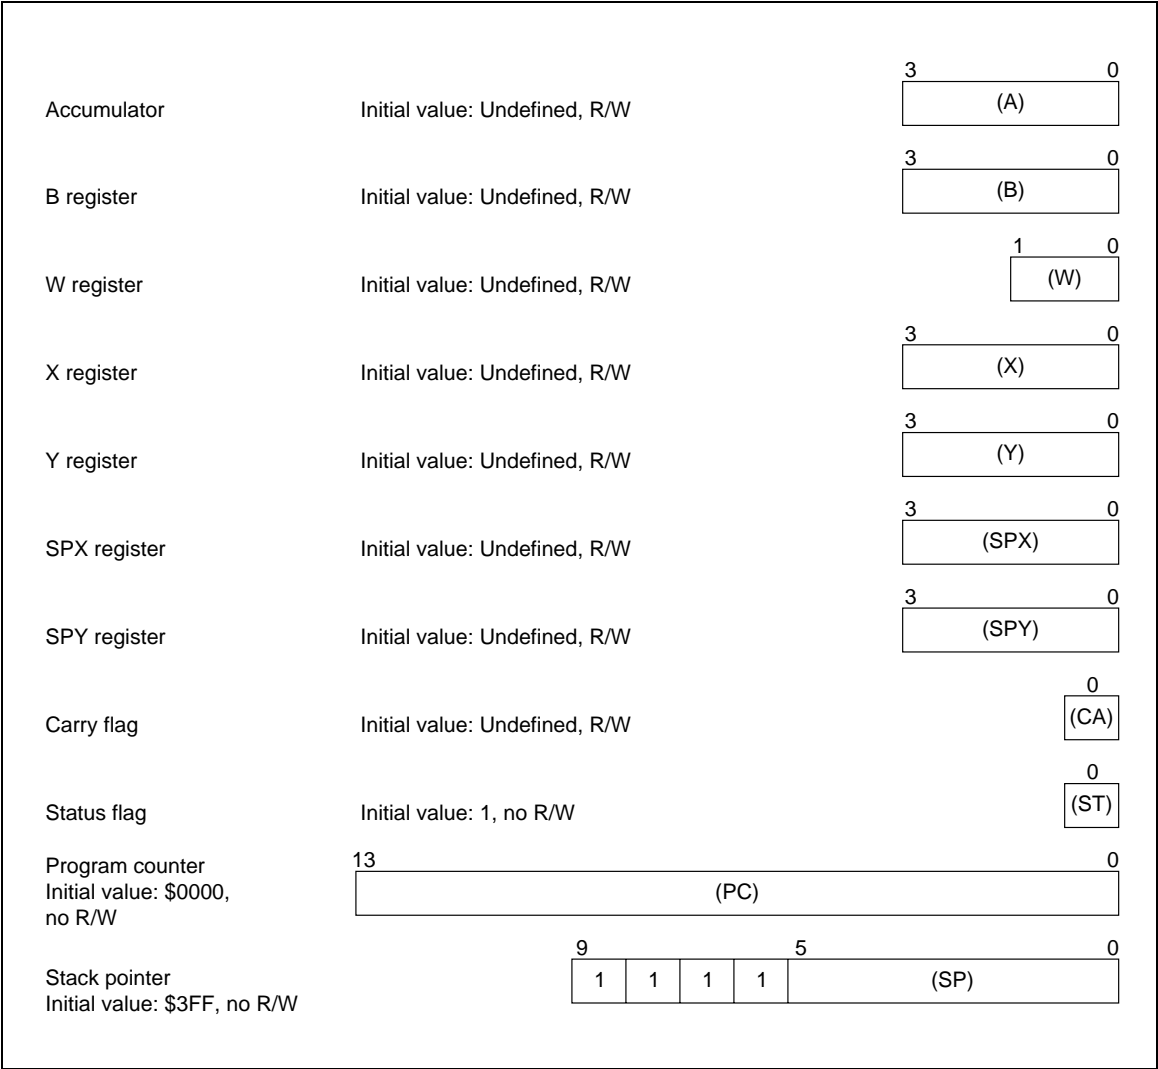 3 0
Accumulator Initial value: Undefined, R/W (A)
3 0
B register Initial value: Undefined, R/W (B)
1 0
W register Initial value: Undefined, R/W (W)
3 0
X register Initial value: Undefined, R/W (X)
3 0
Y register Initial value: Undefined, R/W (Y)
3 0
SPX register Initial value: Undefined, R/W (SPX)
3 0
SPY register Initial value: Undefined, R/W (SPY)
0
Carry flag Initial value: Undefined, R/W (CA)
0
Status flag Initial value: 1, no R/W (ST)
Program counter
Initial value: $0000,
no R/W
13 0
(PC)
9 5 0
Stack pointer
Initial value: $3FF, no R/W
1 1 1 1 (SP)